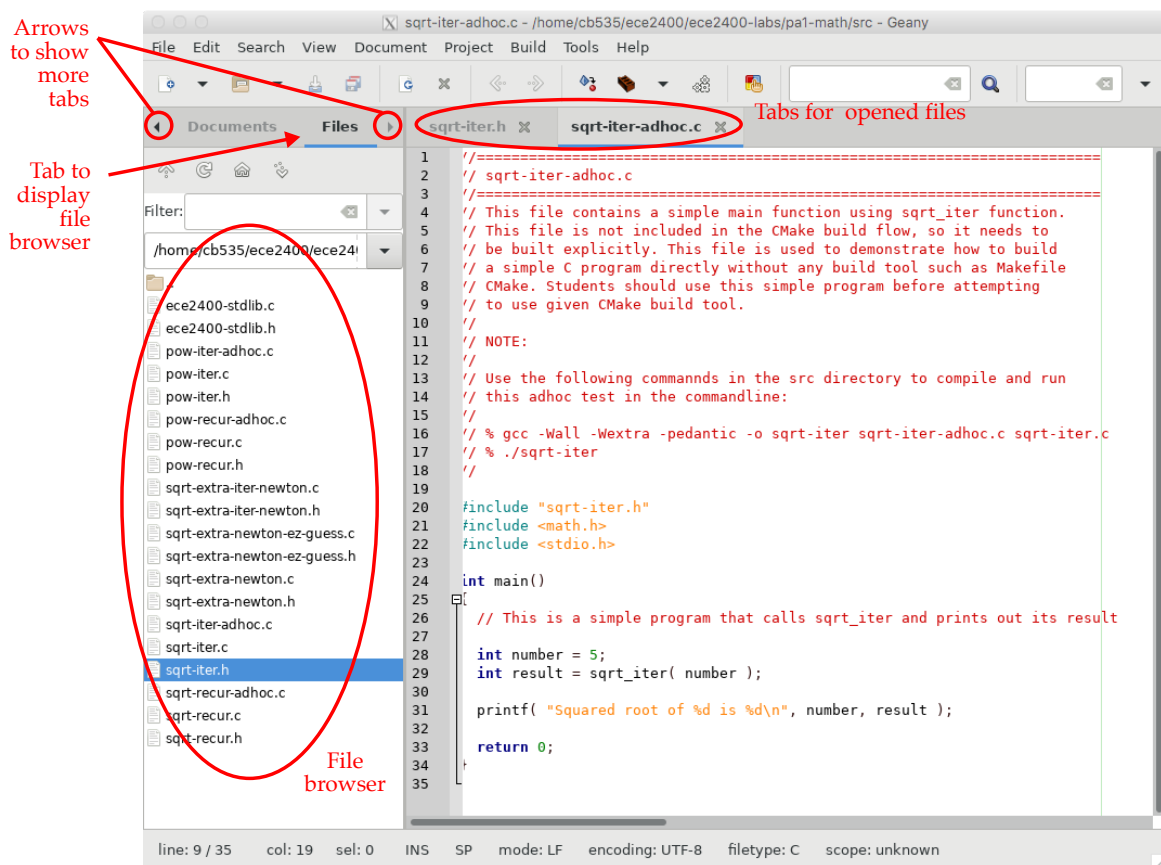 Arrows
to show
more
tabs
Tab to
display
file
browser
sqrt-iter-adhoc.c - /home/cb535/ece2400/ece2400-labs/pa1-math/src - Geany
File Edit Search View Document Project Build Tools Help
Documents Files
sqrt-iter.h sqrt-iter-adhoc.c
Tabs for opened files
Filter:
/home/cb535/ece2400/ece24
..
ece2400-stdlib.c
ece2400-stdlib.h
pow-iter-adhoc.c
pow-iter.c
pow-iter.h
pow-recur-adhoc.c
pow-recur.c
pow-recur.h
sqrt-extra-iter-newton.c
sqrt-extra-iter-newton.h
sqrt-extra-newton-ez-guess.c
sqrt-extra-newton-ez-guess.h
sqrt-extra-newton.c
sqrt-extra-newton.h
sqrt-iter-adhoc.c
sqrt-iter.c
sqrt-iter.h
sqrt-recur-adhoc.c
sqrt-recur.c
sqrt-recur.h
File
browser
1 //========================================================================
2 // sqrt-iter-adhoc.c
3 //========================================================================
4 // This file contains a simple main function using sqrt_iter function.
5 // This file is not included in the CMake build flow, so it needs to
6 // be built explicitly. This file is used to demonstrate how to build
7 // a simple C program directly without any build tool such as Makefile
8 // CMake. Students should use this simple program before attempting
9 // to use given CMake build tool.
10 //
11 // NOTE:
12 //
13 // Use the following commannds in the src directory to compile and run
14 // this adhoc test in the commandline:
15 //
16 // % gcc -Wall -Wextra -pedantic -o sqrt-iter sqrt-iter-adhoc.c sqrt-iter.c
17 // % ./sqrt-iter
18 //
19
20 #include "sqrt-iter.h"
21 #include <math.h>
22 #include <stdio.h>
23
24 int main()
25 {
26 // This is a simple program that calls sqrt_iter and prints out its result
27
28 int number = 5;
29 int result = sqrt_iter( number );
30
31 printf( "Squared root of %d is %d\n", number, result );
32
33 return 0;
34 }
35
line: 9 / 35 col: 19 sel: 0 INS SP mode: LF encoding: UTF-8 filetype: C scope: unknown